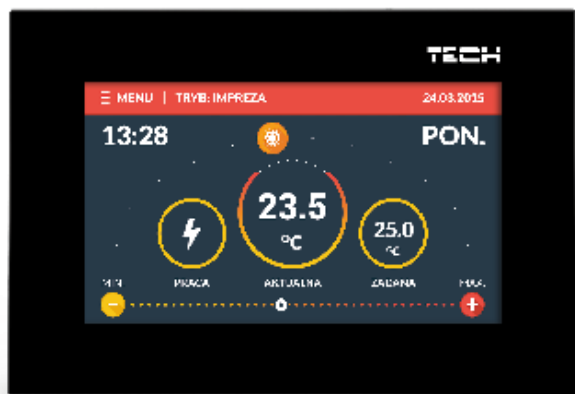 TECH
MENU | TRYB: IMPREZA 24.03.2015
13:28 PON.
23.5
°C
25.0
°C
MIN PRACA AKTUALNA ZADANA MAX.
- +